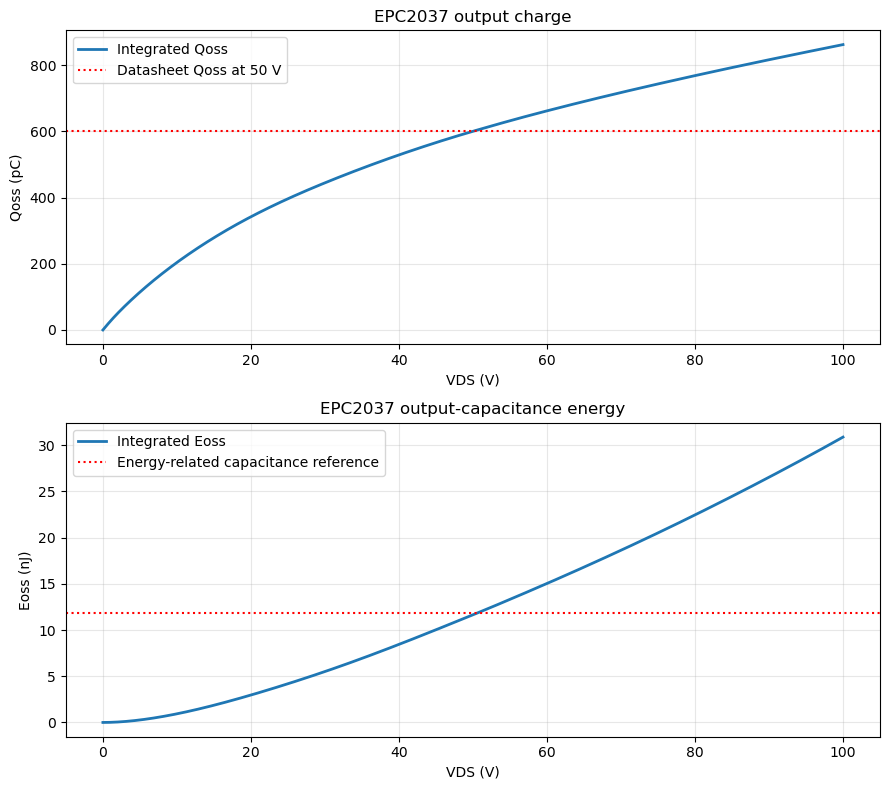 EPC2037 output charge
Integrated Qoss
Datasheet Qoss at 50 V
800
600
400
200
0
Qoss (pC)
0 20 40 60 80 100
VDS (V)
EPC2037 output-capacitance energy
Integrated Eoss
Energy-related capacitance reference
30
25
20
15
10
5
0
Eoss (nJ)
0 20 40 60 80 100
VDS (V)